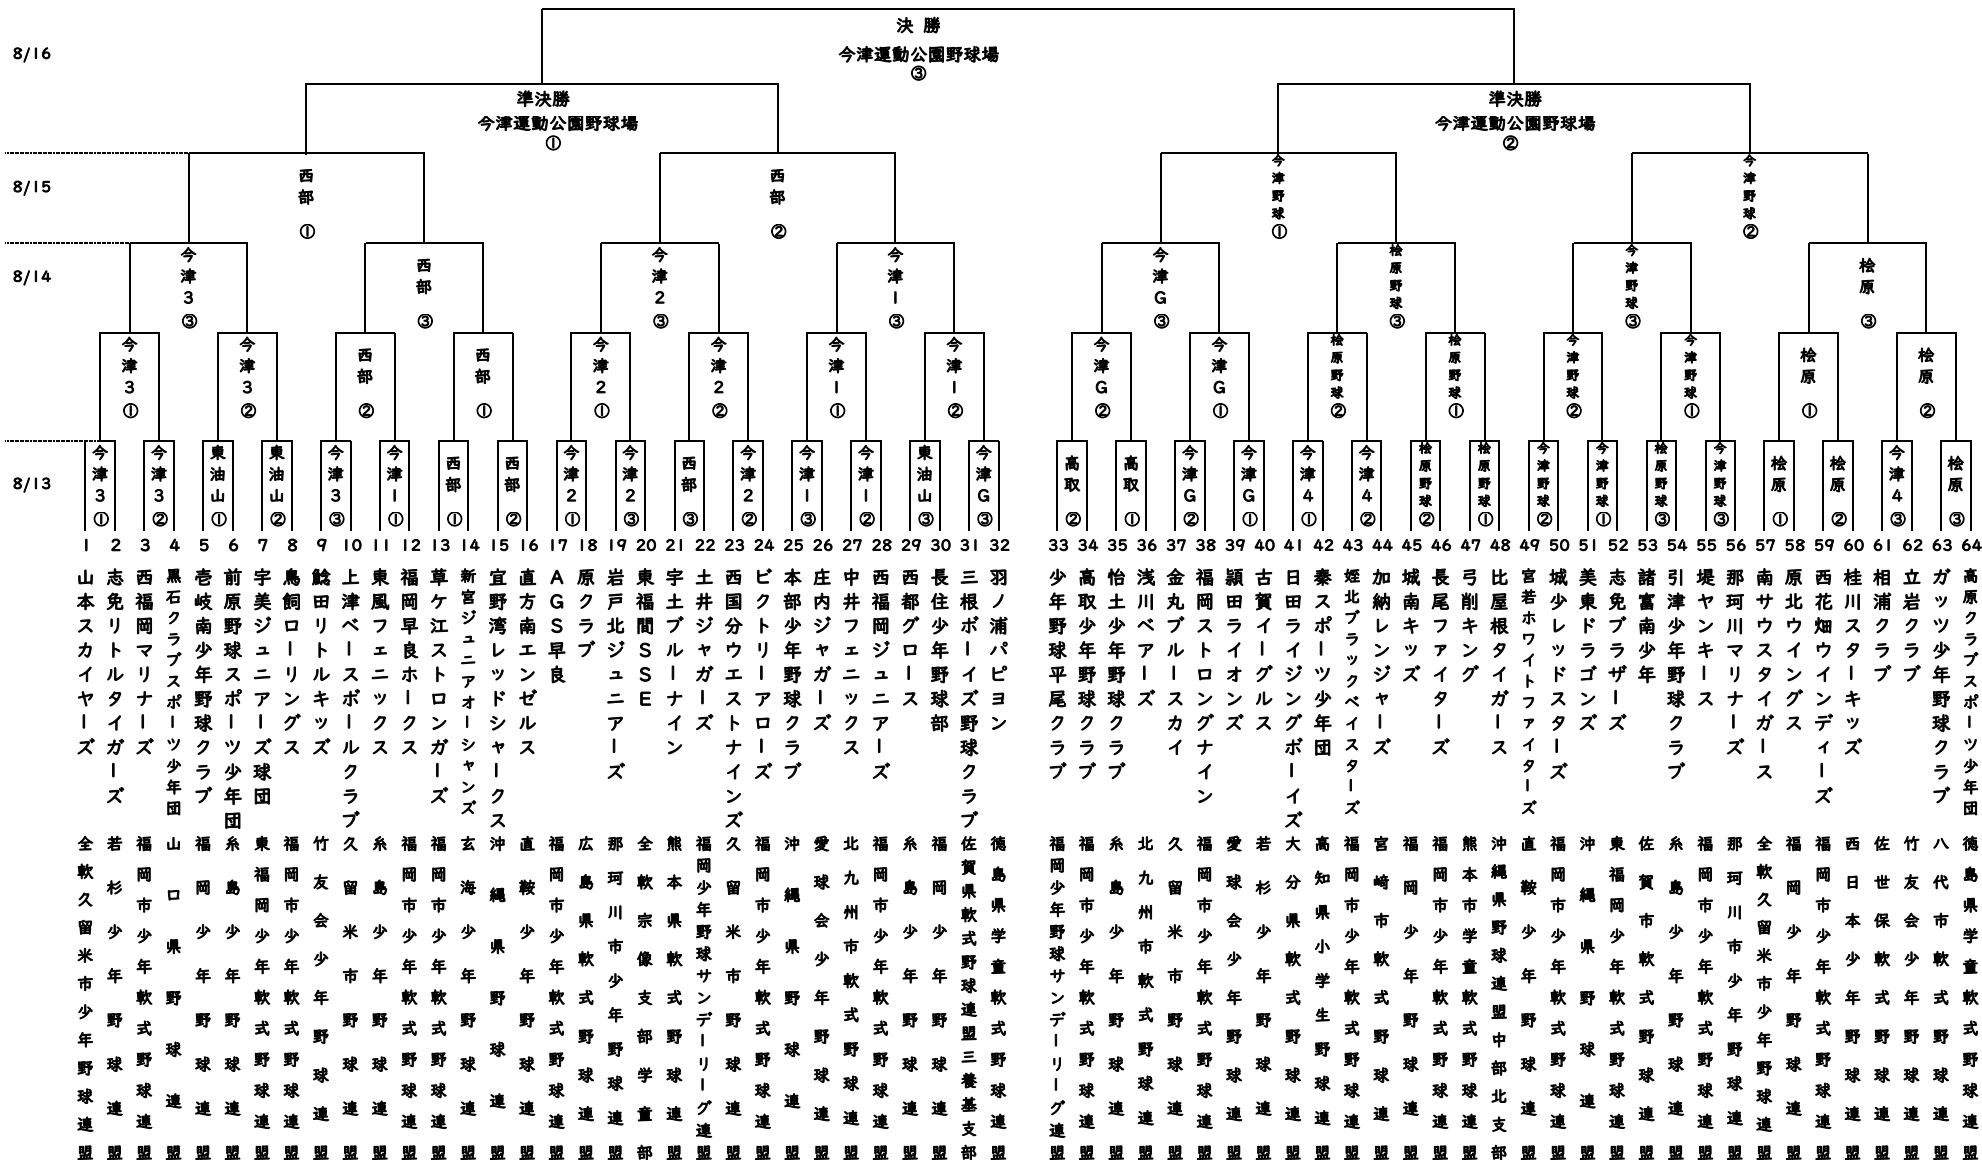 決 勝
8/16
今津運動公園野球場
③
準決勝
準決勝
今津運動公園野球場
今津運動公園野球場
①
②
8/15
西部 ①
西部 ②
今津野球①
今津野球②
8/14
今津3 ③
西部 ③
今津2 ③
今津1 ③
今津G ③
桧原野球③
今津野球③
桧原 ③
今津3 ①
今津3 ②
西部 ②
西部 ①
今津2 ①
今津2 ②
今津1 ①
今津1 ②
今津G ②
今津G ①
桧原野球②
桧原野球①
今津野球②
今津野球①
桧原 ①
桧原 ②
8/13
今津3①
今津3②
東油山①
東油山②
今津3③
今津1①
西部 ①
西部 ②
今津2①
今津2③
西部 ③
今津2②
今津1③
今津1②
東油山③
今津G③
高取 ②
高取 ①
今津G②
今津G①
今津4①
今津4②
桧原野球②
桧原野球①
今津野球②
今津野球①
桧原野球③
今津野球③
桧原 ①
桧原 ②
今津4③
桧原 ③
1 山本スカイヤーズ 全軟久留米市少年野球連盟
2 志免リトルタイガーズ 若杉少年野球連盟
3 西福岡マリナーズ 福岡市少年軟式野球連盟
4 黒石クラブスポーツ少年団 山口県野球連盟
5 壱岐南少年野球クラブ 福岡少年野球連盟
6 前原野球スポーツ少年団 糸島少年野球連盟
7 宇美ジュニアーズ球団 東福岡少年軟式野球連盟
8 鳥飼ローリングス 福岡市少年軟式野球連盟
9 鯰田リトルキッズ 竹友会少年野球連盟
10 上津ベースボールクラブ 久留米市野球連盟
11 東風フェニックス 糸島少年野球連盟
12 福岡早良ホークス 福岡市少年軟式野球連盟
13 草ケ江ストロンガーズ 福岡市少年軟式野球連盟
14 新宮ジュニアオーシャンズ 玄海少年野球連盟
15 宜野湾レッドシャークス 沖縄県野球連盟
16 直方南エンゼルス 直鞍少年野球連盟
17 AGS早良 福岡市少年軟式野球連盟
18 原クラブ 広島県軟式野球連盟
19 岩戸北ジュニアーズ 那珂川市少年野球連盟
20 東福間SSE 全軟宗像支部学童部
21 宇土ブルーナイン 熊本県軟式野球連盟
22 土井ジャガーズ 福岡少年野球サンデーリーグ連盟
23 西国分ウエストナインズ 久留米市野球連盟
24 ビクトリーアローズ 福岡市少年軟式野球連盟
25 本部少年野球クラブ 沖縄県野球連盟
26 庄内ジャガーズ 愛球会少年野球連盟
27 中井フェニックス 北九州市軟式野球連盟
28 西福岡ジュニアーズ 福岡市少年軟式野球連盟
29 西都グロース 糸島少年野球連盟
30 長住少年野球部 福岡少年野球連盟
31 三根ボーイズ野球クラブ 佐賀県軟式野球連盟三養基支部
32 羽ノ浦パピヨン 徳島県学童軟式野球連盟
33 少年野球平尾クラブ 福岡少年野球サンデーリーグ連盟
34 高取少年野球クラブ 福岡市少年軟式野球連盟
35 怡土少年野球クラブ 糸島少年野球連盟
36 浅川ベアーズ 北九州市軟式野球連盟
37 金丸ブルースカイ 久留米市野球連盟
38 福岡ストロングナイン 福岡市少年軟式野球連盟
39 頴田ライオンズ 愛球会少年野球連盟
40 古賀イーグルス 若杉少年野球連盟
41 日田ライジングボーイズ 大分県軟式野球連盟
42 秦スポーツ少年団 高知県小学生野球連盟
43 姪北ブラックベイスターズ 福岡市少年軟式野球連盟
44 加納レンジャーズ 宮崎市軟式野球連盟
45 城南キッズ 福岡少年野球連盟
46 長尾ファイターズ 福岡市少年軟式野球連盟
47 弓削キング 熊本市学童軟式野球連盟
48 比屋根タイガース 沖縄県野球連盟中部北支部
49 宮若ホワイトファイターズ 直鞍少年野球連盟
50 城少レッドスターズ 福岡市少年軟式野球連盟
51 美東ドラゴンズ 沖縄県野球連盟
52 志免ブラザーズ 東福岡少年軟式野球連盟
53 諸富南少年 佐賀市軟式野球連盟
54 引津少年野球クラブ 糸島少年野球連盟
55 堤ヤンキース 福岡市少年軟式野球連盟
56 那珂川マリナーズ 那珂川市少年野球連盟
57 南サウスタイガース 全軟久留米市少年野球連盟
58 原北ウイングス 福岡少年野球連盟
59 西花畑ウインディーズ 福岡市少年軟式野球連盟
60 桂川スターキッズ 西日本少年野球連盟
61 相浦クラブ 佐世保軟式野球連盟
62 立岩クラブ 竹友会少年野球連盟
63 ガッツ少年野球クラブ 八代市軟式野球連盟
64 高原クラブスポーツ少年団 徳島県学童軟式野球連盟